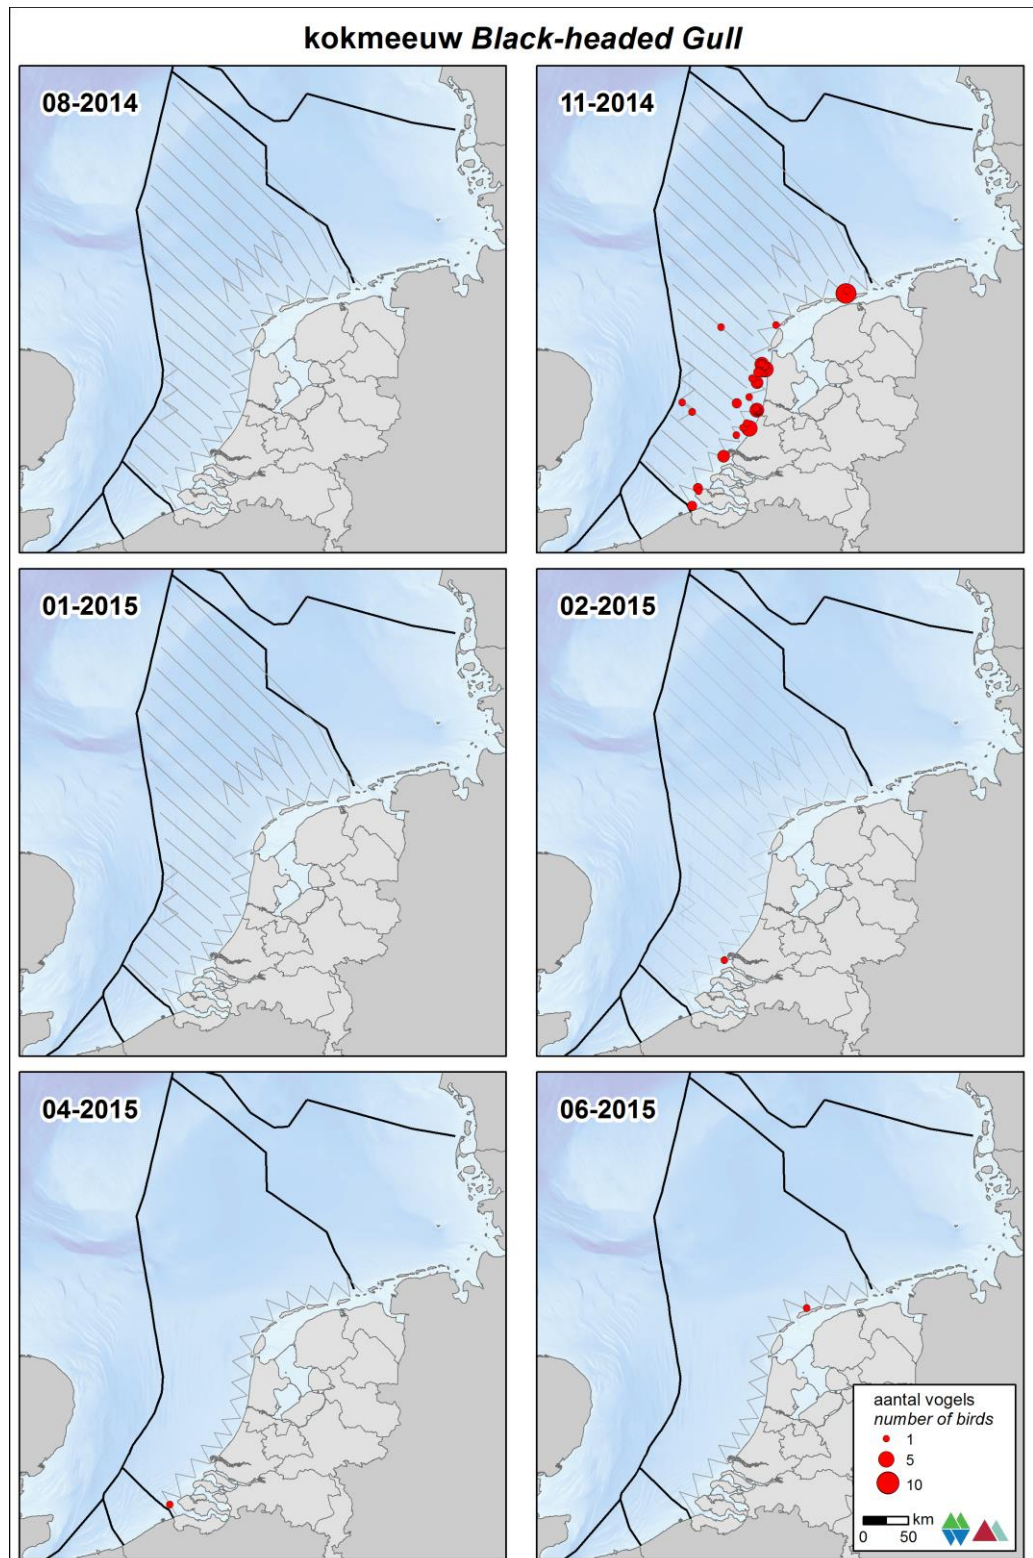 kokmeeuw Black-headed Gull
08-2014
11-2014
01-2015
02-2015
04-2015
06-2015
aantal vogels
number of birds
1
5
10
km
0 50